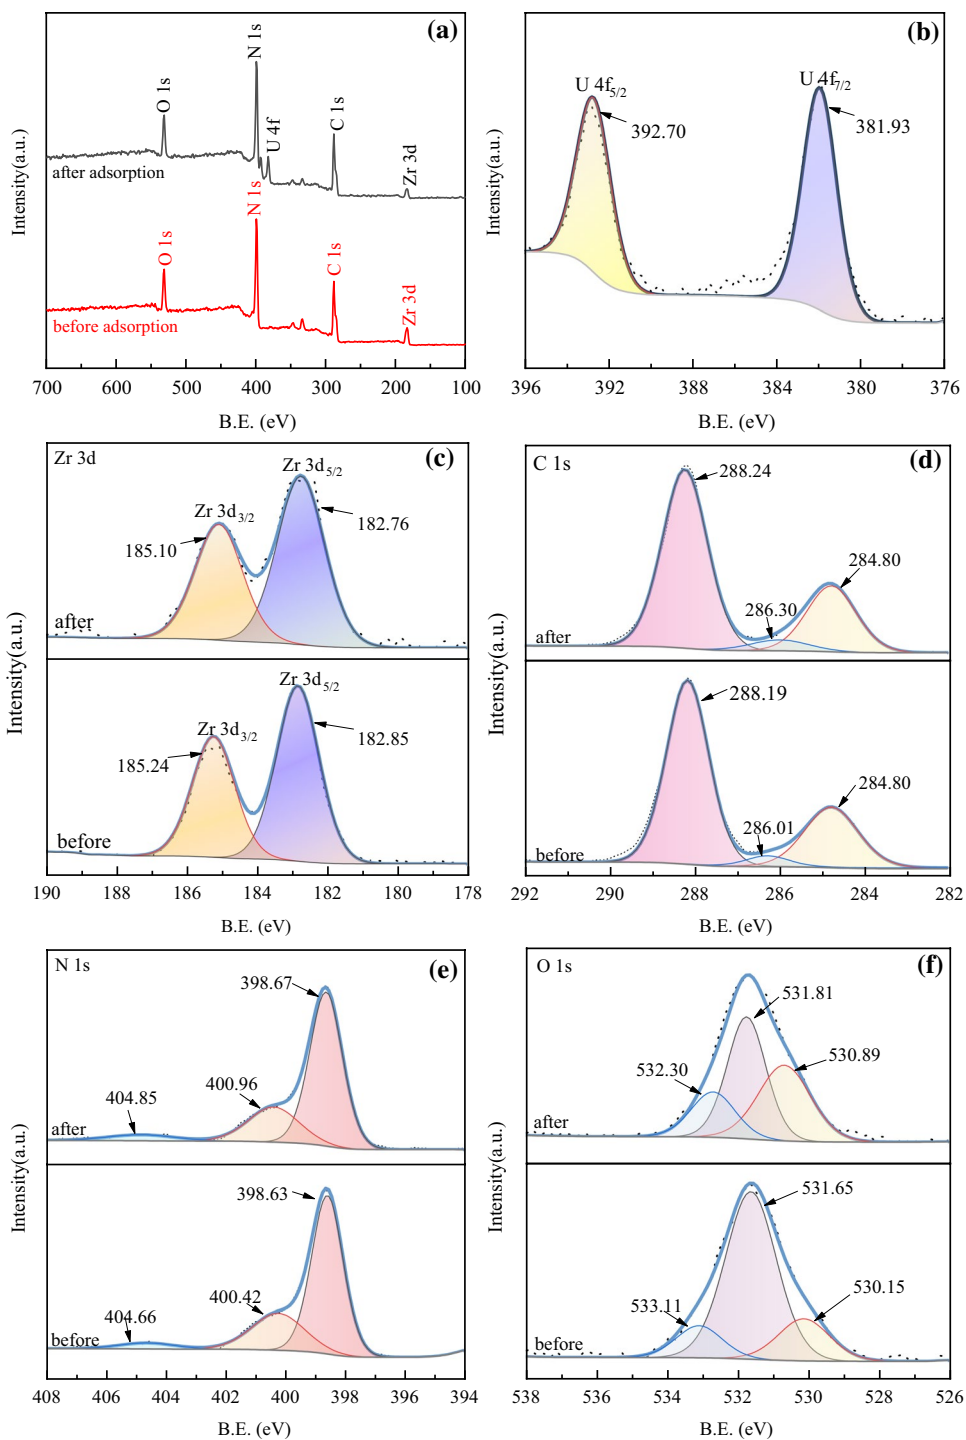 (a)
O 1s
N 1s
U 4f
C 1s
Zr 3d
after adsorption
O 1s
N 1s
C 1s
Zr 3d
before adsorption
Intensity(a.u.)
700 600 500 400 300 200 100
B.E. (eV)
(b)
U 4f5/2
392.70
U 4f7/2
381.93
Intensity(a.u.)
396 392 388 384 380 376
B.E. (eV)
Zr 3d
(c)
Zr 3d5/2
182.76
Zr 3d3/2
185.10
after
Zr 3d5/2
182.85
Zr 3d3/2
185.24
before
Intensity(a.u.)
190 188 186 184 182 180 178
B.E. (eV)
C 1s
(d)
288.24
284.80
286.30
after
288.19
284.80
286.01
before
Intensity(a.u.)
292 290 288 286 284 282
B.E. (eV)
N 1s
(e)
398.67
400.96
404.85
after
398.63
400.42
404.66
before
Intensity(a.u.)
408 406 404 402 400 398 396 394
B.E. (eV)
O 1s
(f)
531.81
530.89
532.30
after
531.65
530.15
533.11
before
Intensity(a.u.)
538 536 534 532 530 528 526
B.E. (eV)